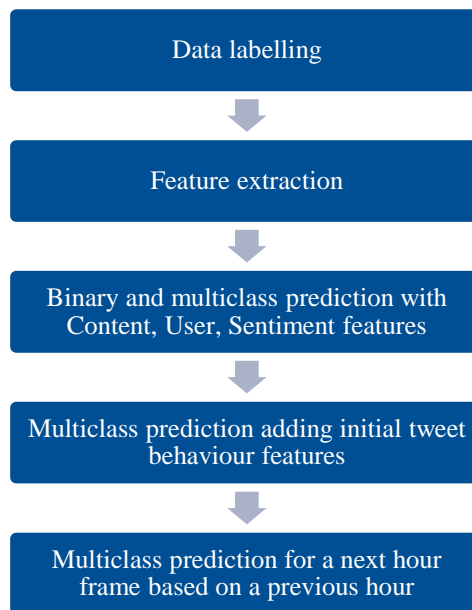 Data labelling
Feature extraction
Binary and multiclass prediction with
Content, User, Sentiment features
Multiclass prediction adding initial tweet
behaviour features
Multiclass prediction for a next hour
frame based on a previous hour